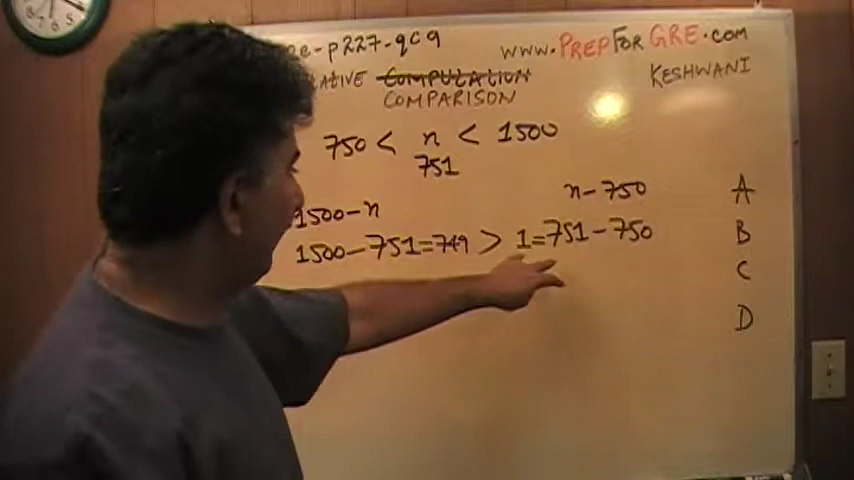 -p227-qc9
www.PREPFORGRE.com
ATIVE COMPUTATION
KESHWANI
COMPARISON
750 < n < 1500
751
1500-n
n-750
A
1500-751=749 > 1=751-750
B
C
D